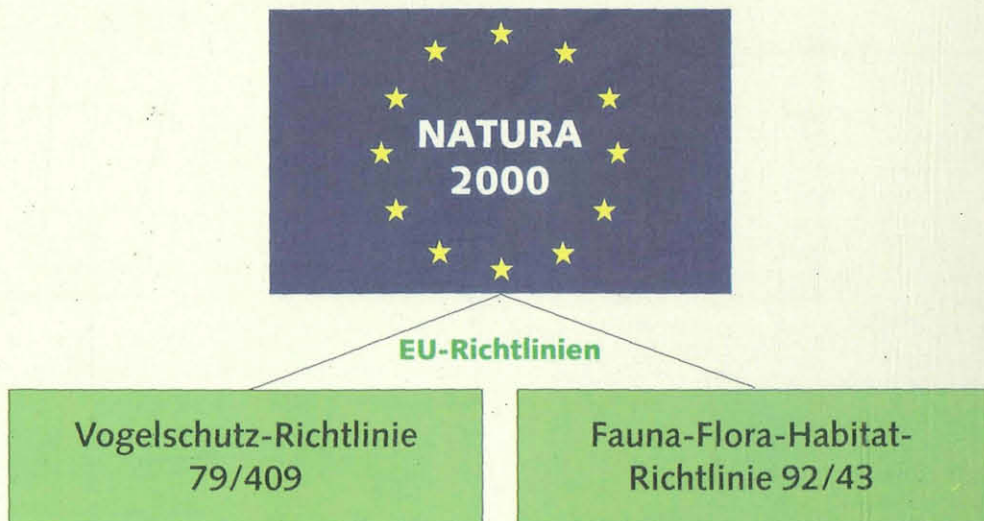 NATURA
2000
EU-Richtlinien
Vogelschutz-Richtlinie
79/409
Fauna-Flora-Habitat-
Richtlinie 92/43